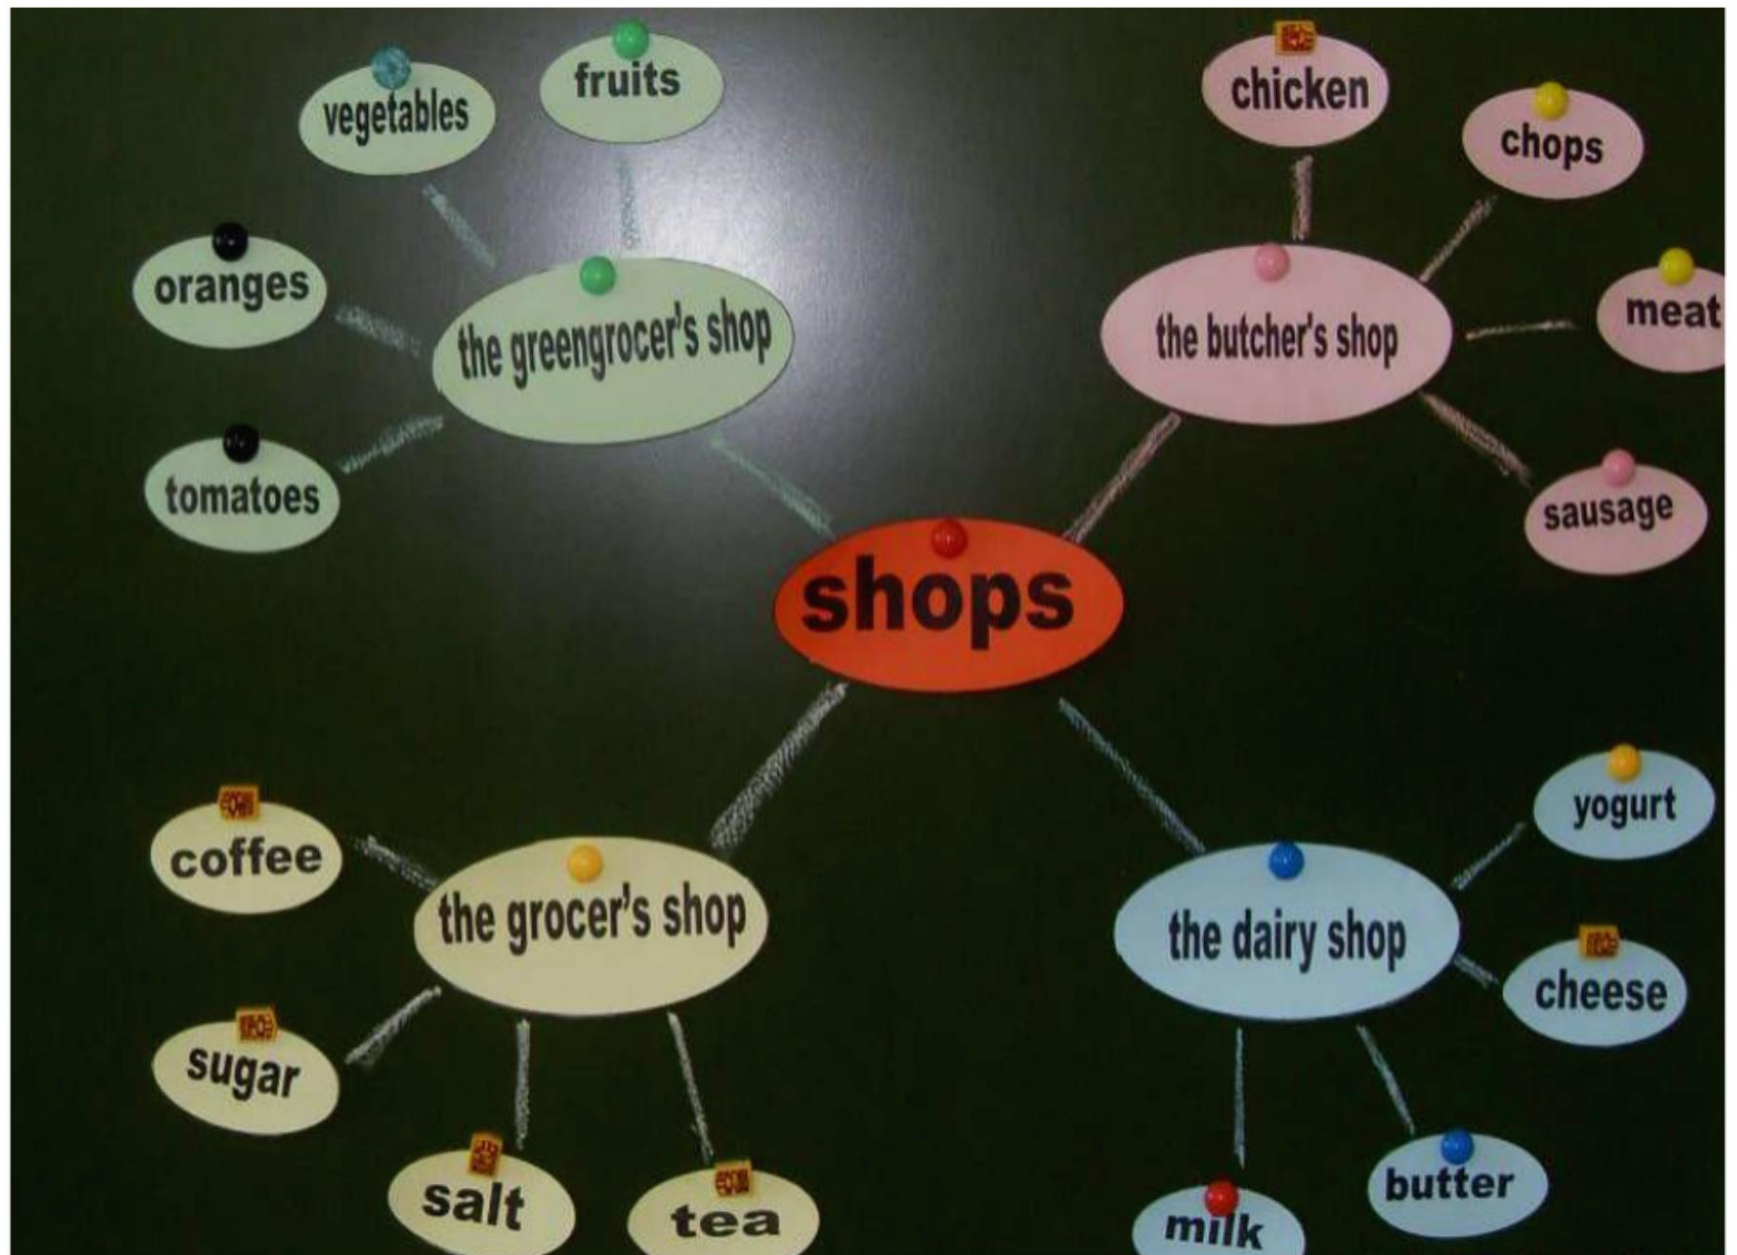 fruits
vegetables
oranges
the greengrocer's shop
tomatoes
chicken
chops
meat
the butcher's shop
sausage
shops
coffee
the grocer's shop
sugar
salt
tea
yogurt
the dairy shop
cheese
butter
milk